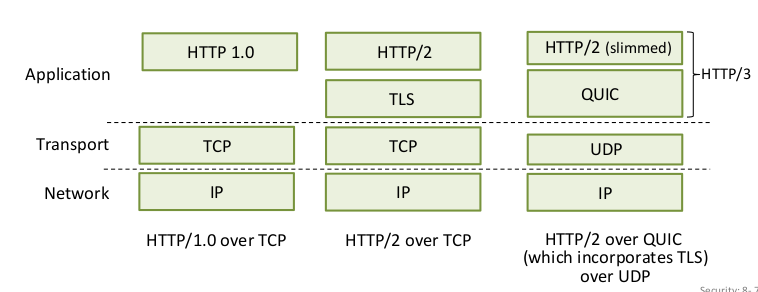 HTTP 1.0
HTTP/2
HTTP/2 (slimmed)
Application
HTTP/3
TLS
QUIC
Transport
TCP
TCP
UDP
Network
IP
IP
IP
HTTP/1.0 over TCP
HTTP/2 over TCP
HTTP/2 over QUIC
(which incorporates TLS)
over UDP
Security: 8-